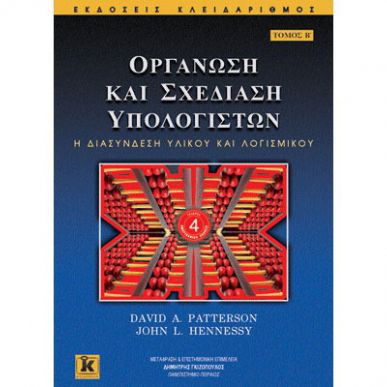 ΕΚΔΟΣΕΙΣ ΚΛΕΙΔΑΡΙΘΜΟΣ
ΤΟΜΟΣ Β΄
ΟΡΓΑΝΩΣΗ
ΚΑΙ ΣΧΕΔΙΑΣΗ
ΥΠΟΛΟΓΙΣΤΩΝ
Η ΔΙΑΣΥΝΔΕΣΗ ΥΛΙΚΟΥ ΚΑΙ ΛΟΓΙΣΜΙΚΟΥ
4
DAVID A. PATTERSON
JOHN L. HENNESSY
ΜΕΤΑΦΡΑΣΗ & ΕΠΙΣΤΗΜΟΝΙΚΗ ΕΠΙΜΕΛΕΙΑ
ΔΗΜΗΤΡΗΣ ΓΚΙΖΟΠΟΥΛΟΣ
ΠΑΝΕΠΙΣΤΗΜΙΟ ΠΕΙΡΑΙΩΣ
k